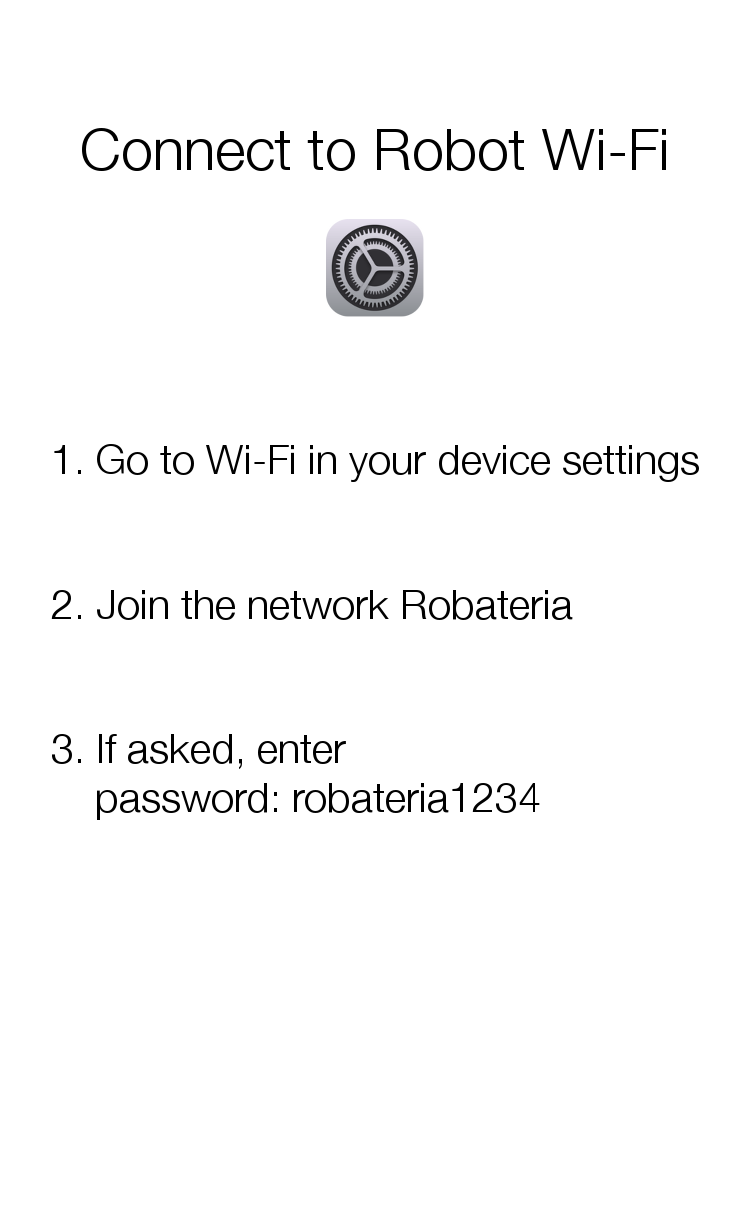 Connect to Robot Wi-Fi
1. Go to Wi-Fi in your device settings
2. Join the network Robateria
3. If asked, enter
password: robateria1234